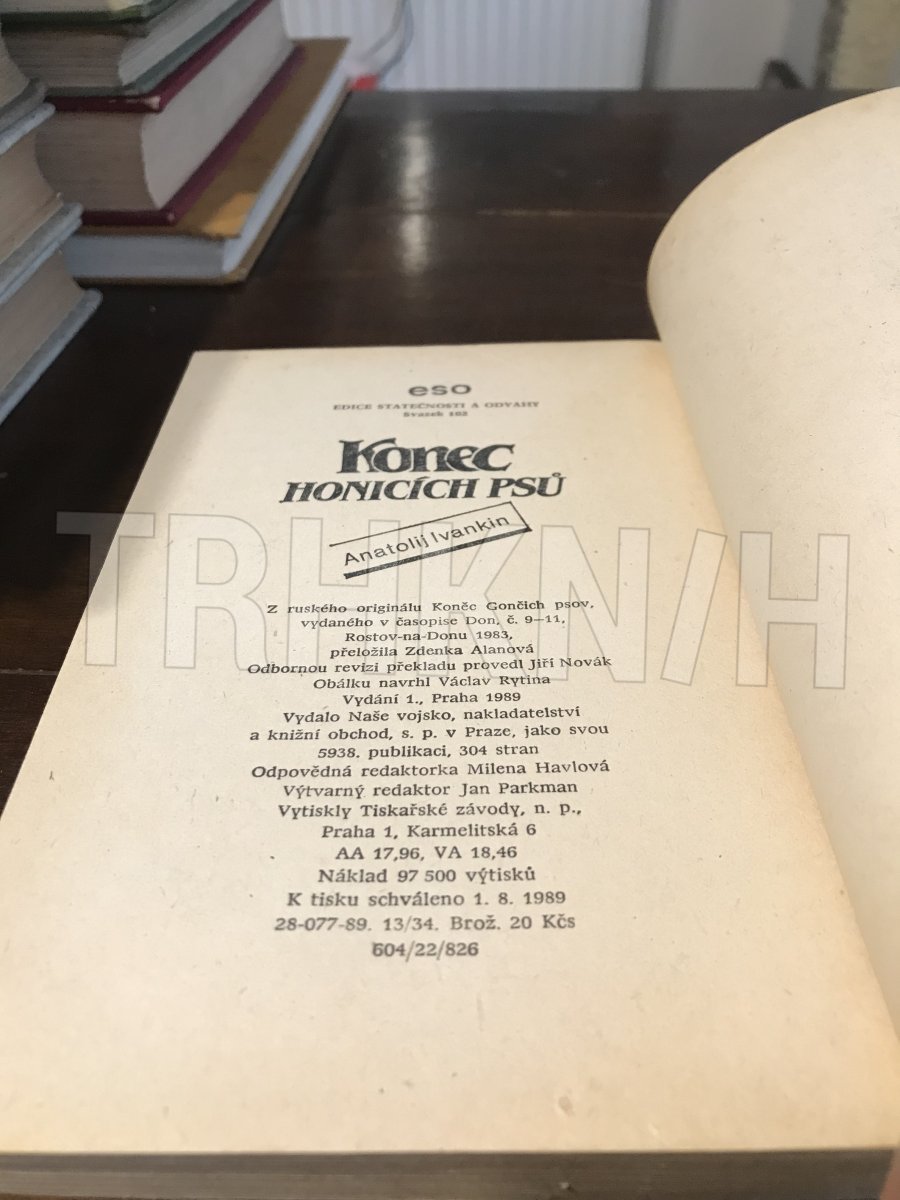 eso
EDICE STATEČNOSTI A ODVAHY
Svazek 102
Konec
HONICÍCH PSŮ
Anatolij Ivankin
Z ruského originálu Koněc Gončich psov,
vydaného v časopise Don, č. 9—11,
Rostov-na-Donu 1983,
přeložila Zdenka Alanová
Odbornou revizi překladu provedl Jiří Novák
Obálku navrhl Václav Rytina
Vydání 1., Praha 1989
Vydalo Naše vojsko, nakladatelství
a knižní obchod, s. p. v Praze, jako svou
5938. publikaci, 304 stran
Odpovědná redaktorka Milena Havlová
Výtvarný redaktor Jan Parkman
Vytiskly Tiskařské závody, n. p.,
Praha 1, Karmelitská 6
AA 17,96, VA 18,46
Náklad 97 500 výtisků
K tisku schváleno 1. 8. 1989
28-077-89. 13/34. Brož. 20 Kčs
604/22/826
TRHKN/H